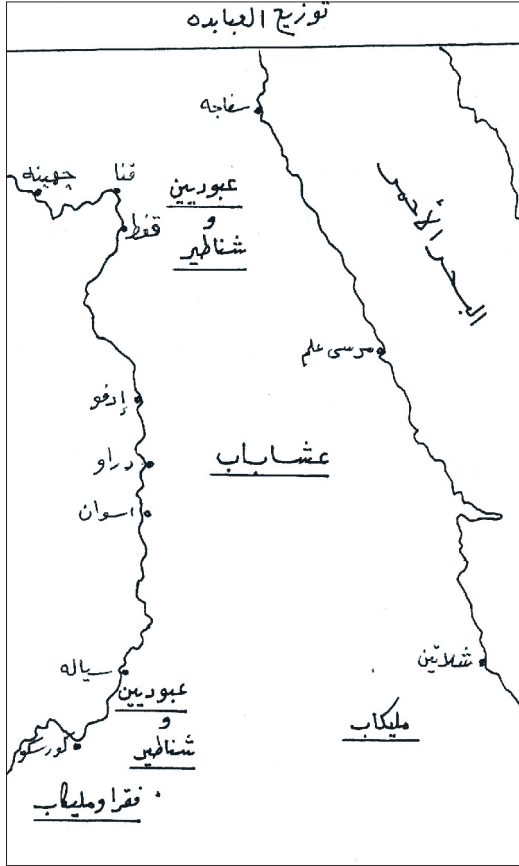 توزيع العبابده
سفاجه
جهينه
قنا
عبوديين
و
شناطير
قفط
البحر الأحمر
مرسى علم
إدفو
دراو
عشاباب
اسوان
شلاتين
سياله
عبوديين
و
شناطير
مليكاب
كورسكو
فقرا ومليكاب